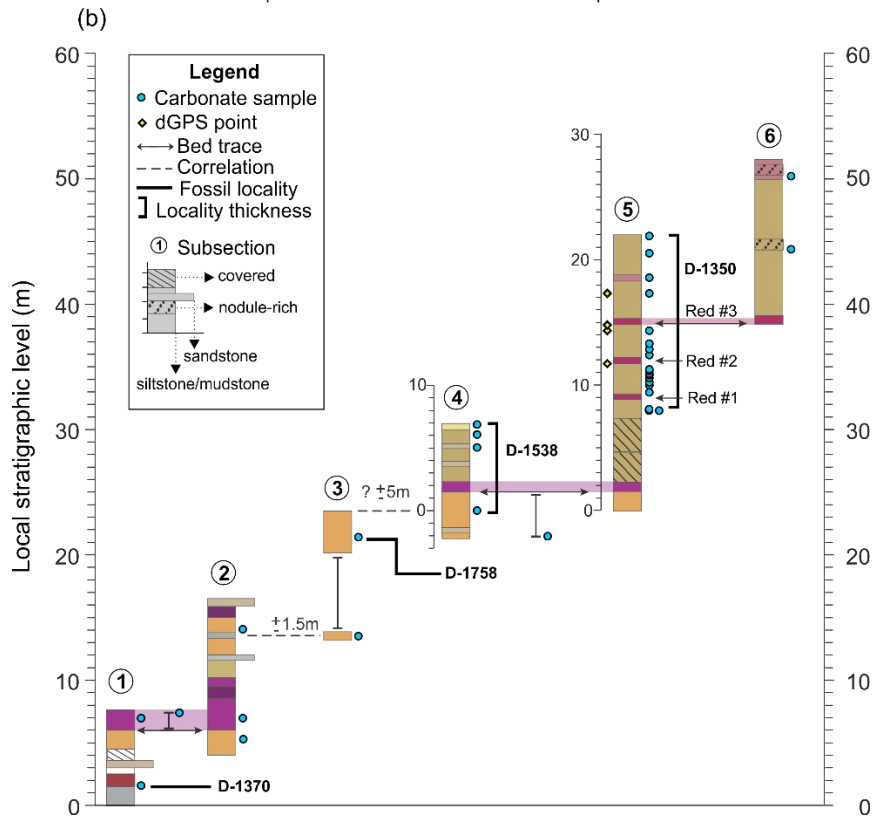 (b)
60
60
Legend
Carbonate sample
dGPS point
Bed trace
Correlation
Fossil locality
Locality thickness
1 Subsection
covered
nodule-rich
sandstone
siltstone/mudstone
30
6
50
50
5
20
D-1350
40
40
Red #3
10
4
10
Red #2
Red #1
30
30
D-1538
3
? ±5m
0
0
20
20
D-1758
2
±1.5m
1
10
10
D-1370
0
0
Local stratigraphic level (m)